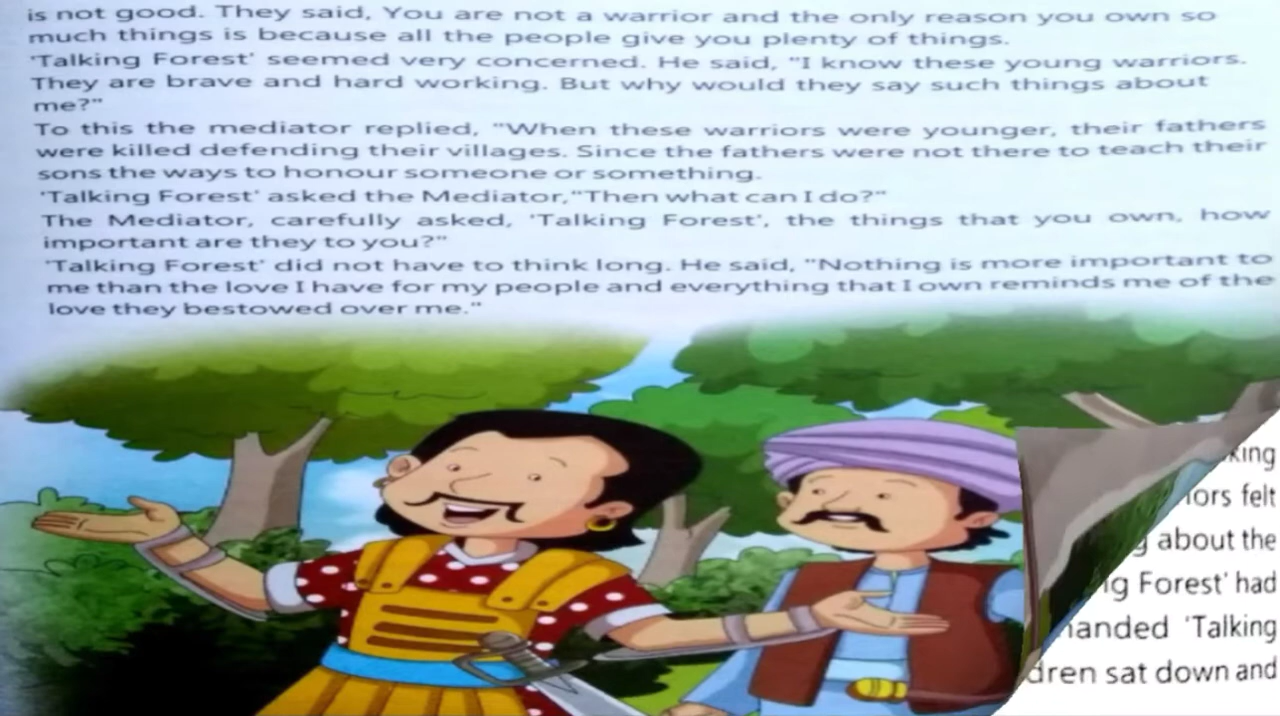 is not good. They said, You are not a warrior and the only reason you own so
much things is because all the people give you plenty of things.
'Talking Forest' seemed very concerned. He said, "I know these young warriors.
They are brave and hard working. But why would they say such things about
me?"
To this the mediator replied, "When these warriors were younger, their fathers
were killed defending their villages. Since the fathers were not there to teach their
sons the ways to honour someone or something.
'Talking Forest' asked the Mediator,"Then what can I do?"
The Mediator, carefully asked, 'Talking Forest', the things that you own, how
important are they to you?"
'Talking Forest' did not have to think long. He said, "Nothing is more important to
me than the love I have for my people and everything that I own reminds me of the
love they bestowed over me."
felt
about the
Forest' had
'Talking
sat down and